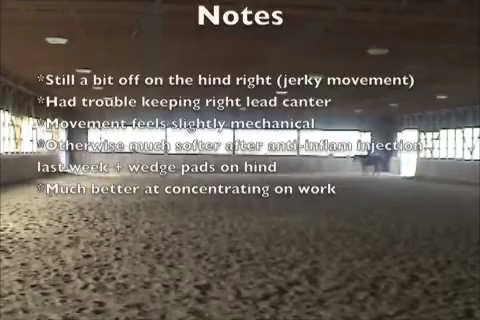 Notes
*Still a bit off on the hind right (jerky movement)
*Had trouble keeping right lead canter
*Movement feels slightly mechanical
*Otherwise much softer after anti-inflam injection
last week + wedge pads on hind
*Much better at concentrating on work